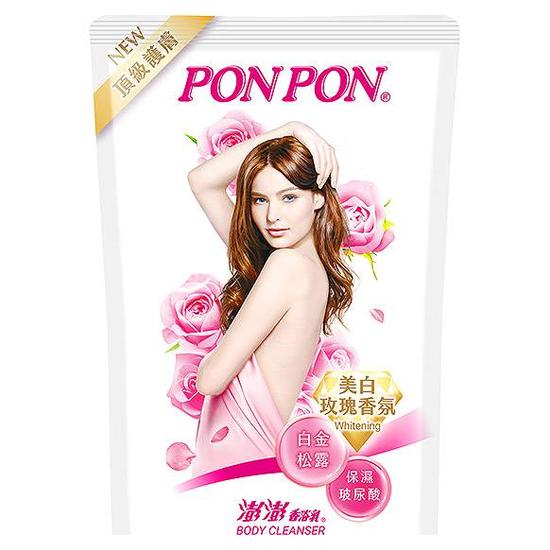 NEW
頂級護膚
PON PON®
美白
玫瑰香氛
Whitening
白金
松露
保濕
玻尿酸
澎澎香浴乳®
BODY CLEANSER